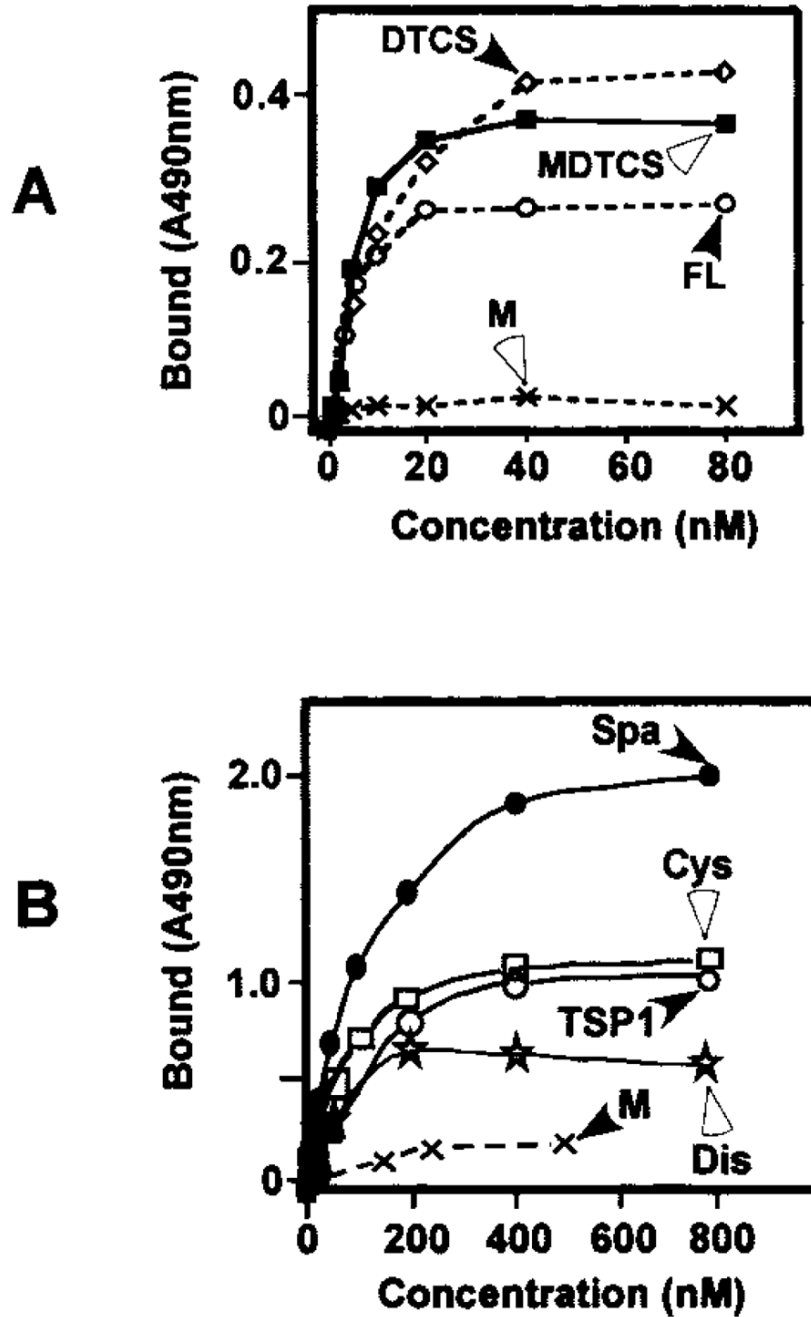 A
Bound (A490nm)
0.4
0.2
0
DTCS
MDTCS
FL
M
0 20 40 60 80
Concentration (nM)
B
Bound (A490nm)
2.0
1.0
0
Spa
Cys
TSP1
M
Dis
0 200 400 600 800
Concentration (nM)